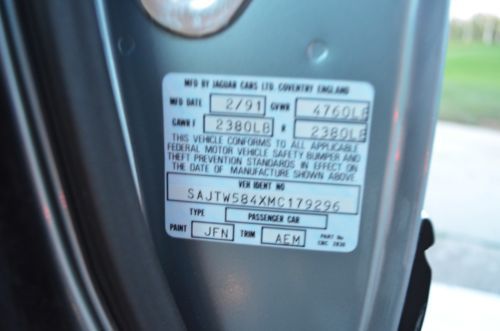 MFD BY JAGUAR CARS LTD. COVENTRY ENGLAND
MFD DATE 2/91 GVWR 4760LB
GAWR F 2380LB R 2380LB
THIS VEHICLE CONFORMS TO ALL APPLICABLE
FEDERAL MOTOR VEHICLE SAFETY BUMPER AND
THEFT PREVENTION STANDARDS IN EFFECT ON
THE DATE OF MANUFACTURE SHOWN ABOVE.
VEH IDENT NO
SAJTW584XMC179296
TYPE PASSENGER CAR
PAINT JFN TRIM AEM PART No